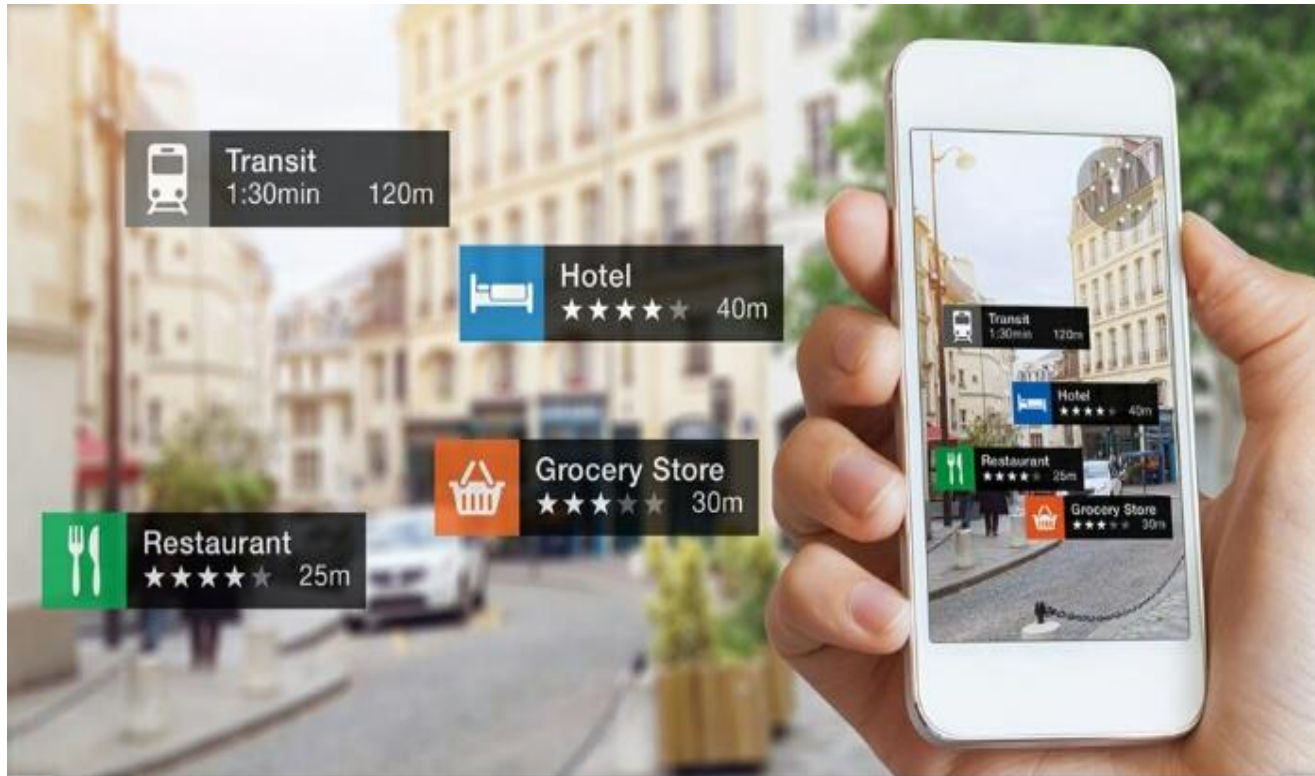 Transit
1:30min 120m
Hotel
40m
Grocery Store
30m
Restaurant
25m
Transit
1:30min 120m
Hotel
40m
Restaurant
25m
Grocery Store
30m